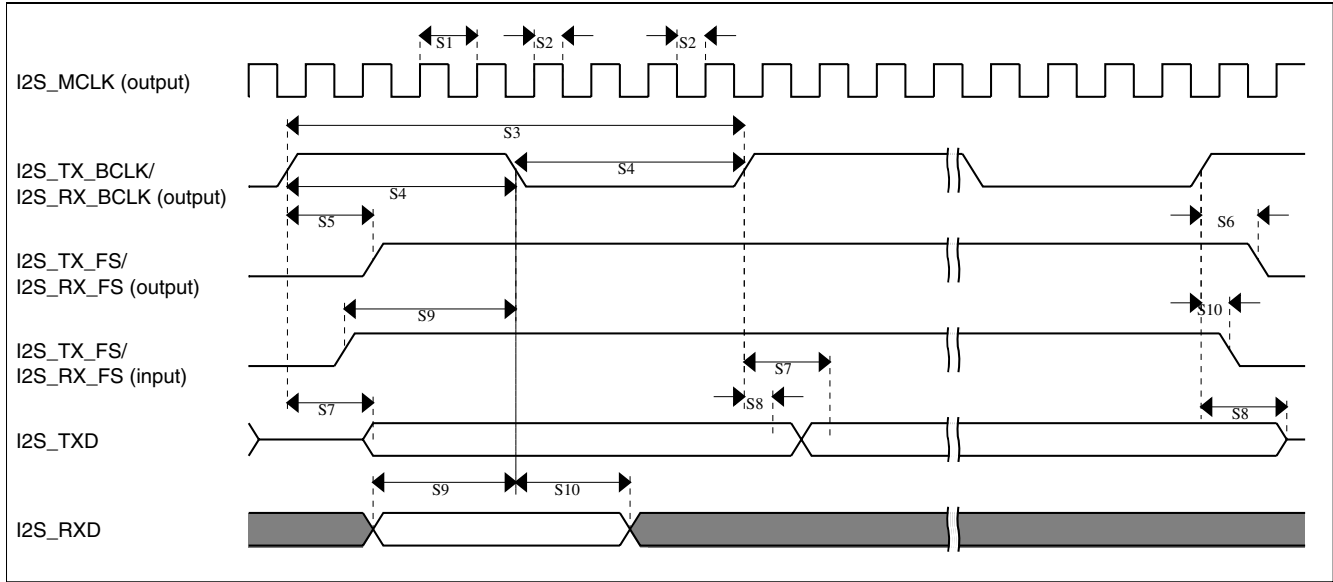 S1
S2
S2
I2S_MCLK (output)
S3
I2S_TX_BCLK/
I2S_RX_BCLK (output)
S4
S4
S5
S6
I2S_TX_FS/
I2S_RX_FS (output)
S9
S10
I2S_TX_FS/
I2S_RX_FS (input)
S7
S7
S8
S8
I2S_TXD
S9
S10
I2S_RXD